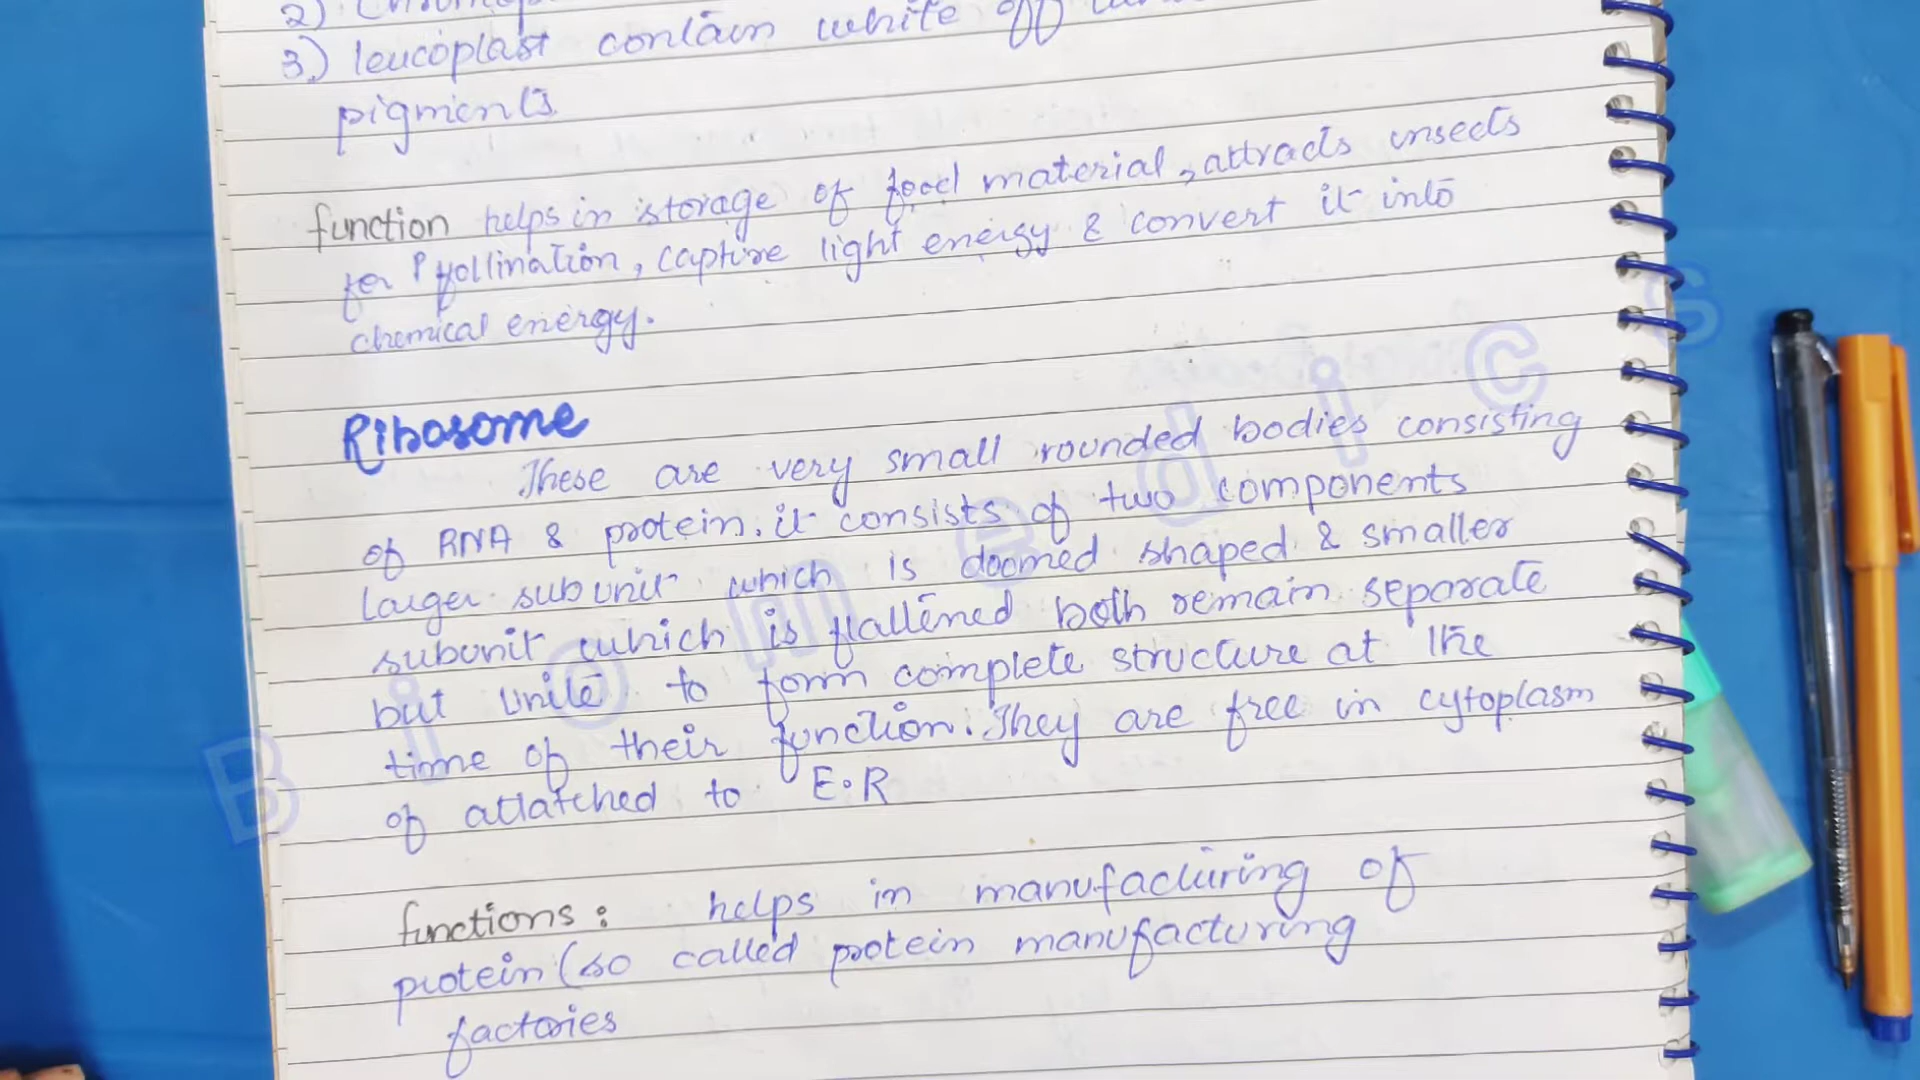 2)
3) leucoplast contain white off
pigments
function helps in storage of food material, attracts insects
for pollination, capture light energy & convert it into
chemical energy.
Ribosome
These are very small rounded bodies consisting
of RNA & protein. it consists of two components
larger subunit which is doomed shaped & smaller
subunit which is flattened both remain separate
but unite to form complete structure at the
time of their function. They are free in cytoplasm
of attatched to E.R
functions: helps in manufacturing of
protein (so called protein manufacturing
factories
Biomedics